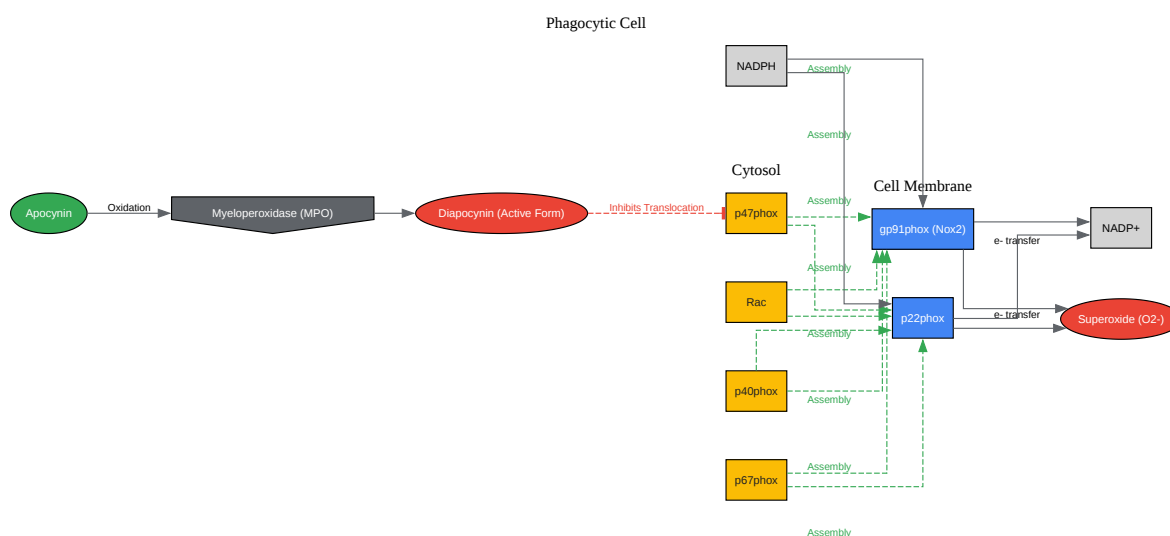 Phagocytic Cell
NADPH
Assembly
Assembly
Cytosol
Cell Membrane
Apocynin
Oxidation
Myeloperoxidase (MPO)
Diapocynin (Active Form)
Inhibits Translocation
p47phox
Assembly
gp91phox (Nox2)
NADP+
e- transfer
Assembly
Rac
p22phox
e- transfer
Superoxide (O2-)
Assembly
p40phox
Assembly
Assembly
p67phox
Assembly